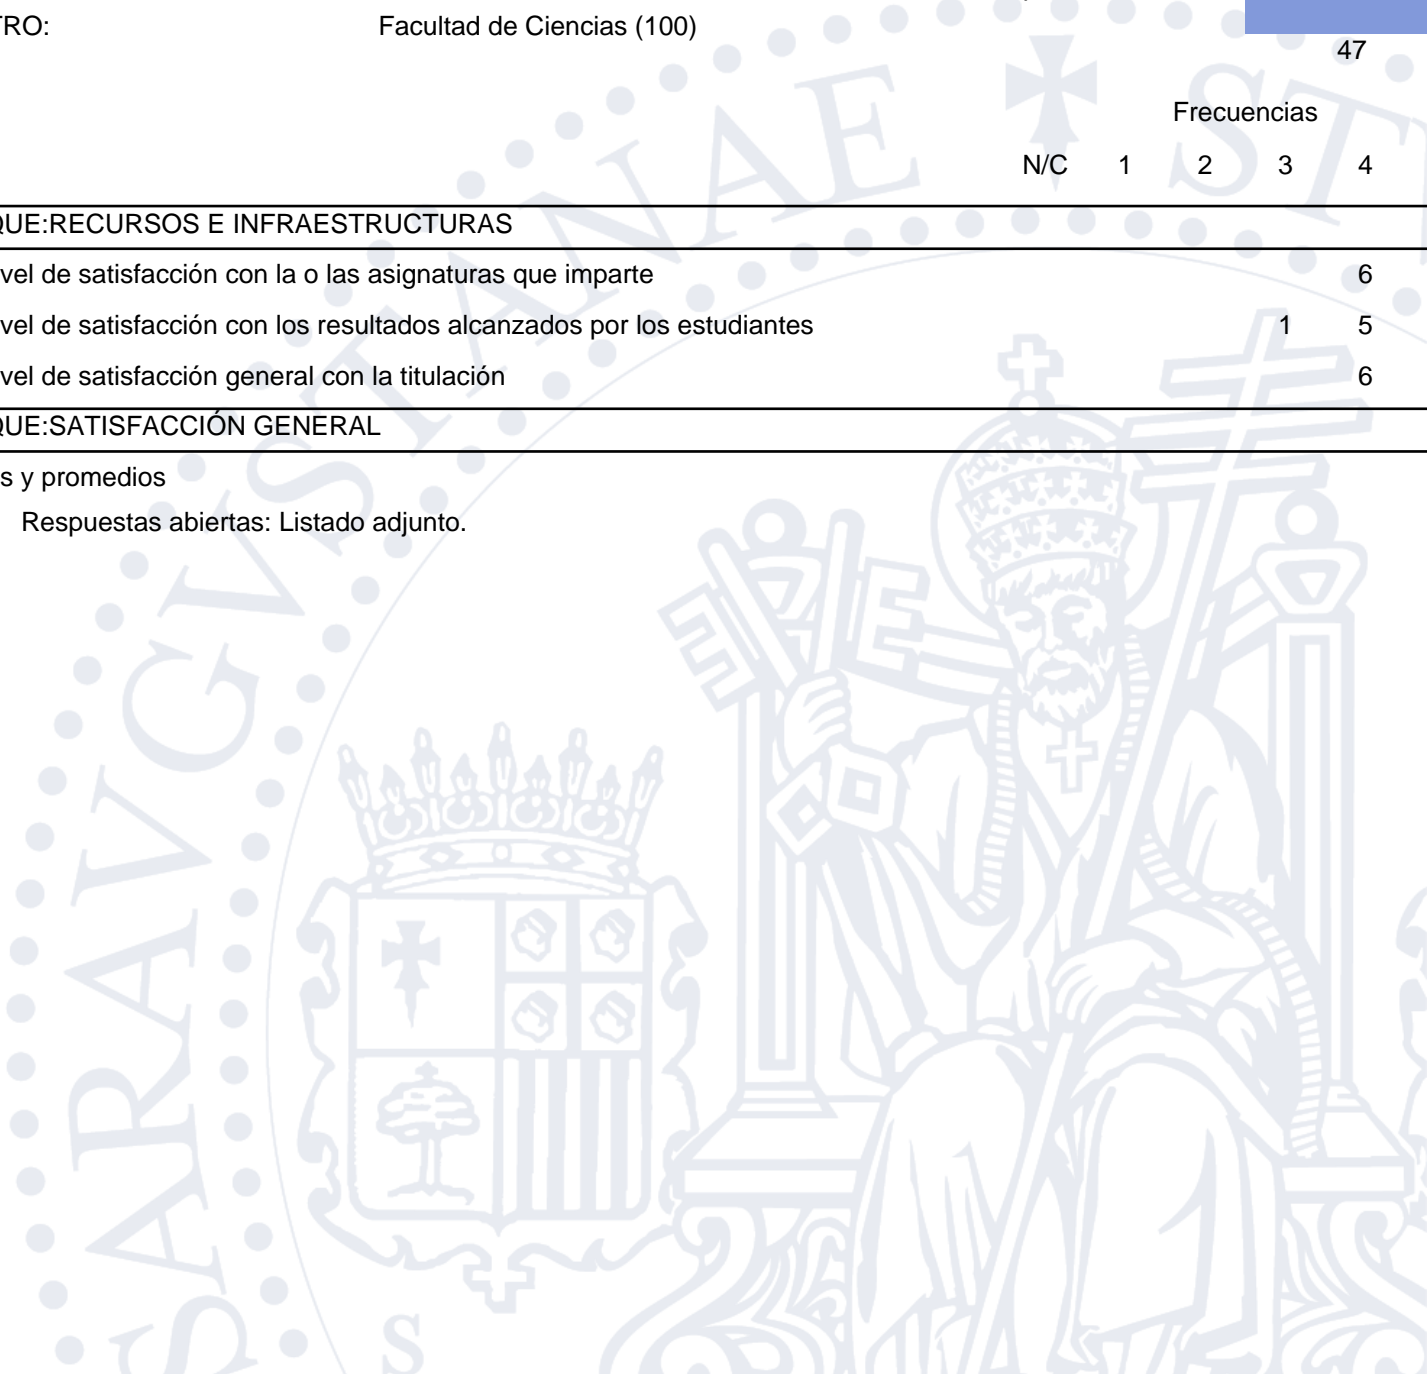 TRO: Facultad de Ciencias (100)
47
Frecuencias
N/C 1 2 3 4
QUE:RECURSOS E INFRAESTRUCTURAS
vel de satisfacción con la o las asignaturas que imparte 6
vel de satisfacción con los resultados alcanzados por los estudiantes 1 5
vel de satisfacción general con la titulación 6
QUE:SATISFACCIÓN GENERAL
s y promedios
Respuestas abiertas: Listado adjunto.
SARAVGVSTANAE ST
S